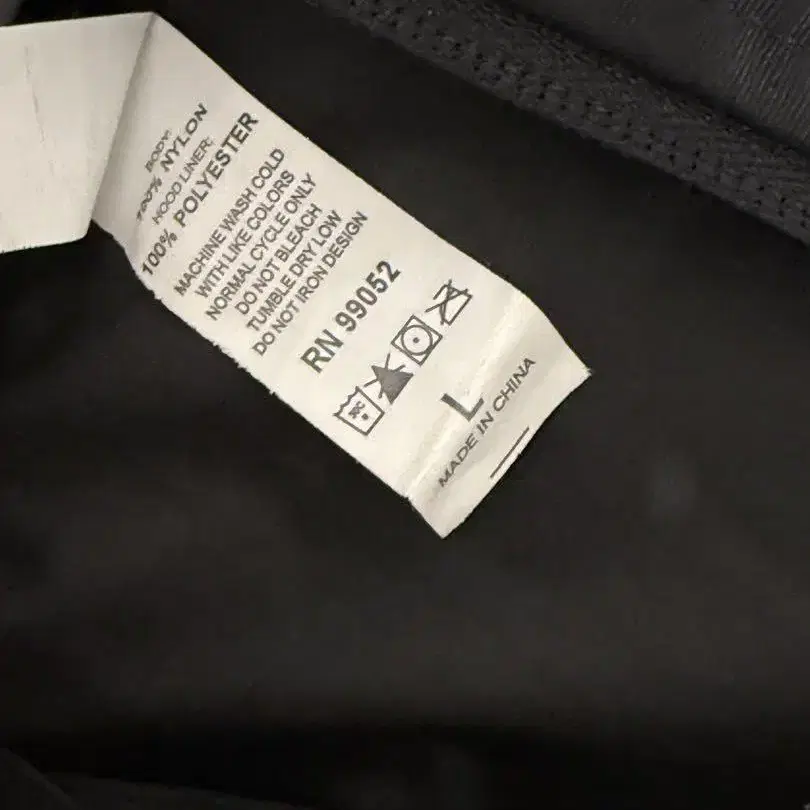 BODY:
100% NYLON
HOOD LINER:
100% POLYESTER
MACHINE WASH COLD
WITH LIKE COLORS
NORMAL CYCLE ONLY
DO NOT BLEACH
TUMBLE DRY LOW
DO NOT IRON DESIGN
RN 99052
30C
L
MADE IN CHINA